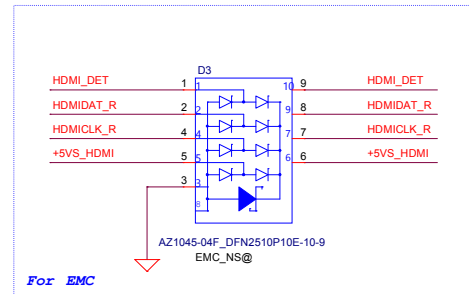 D3
HDMI_DET 1 1 10 9 HDMI_DET
HDMIDAT_R 2 2 9 8 HDMIDAT_R
HDMICLK_R 4 4 7 7 HDMICLK_R
+5VS_HDMI 5 5 6 6 +5VS_HDMI
3 3
8
AZ1045-04F_DFN2510P10E-10-9
EMC_NS@
For EMC